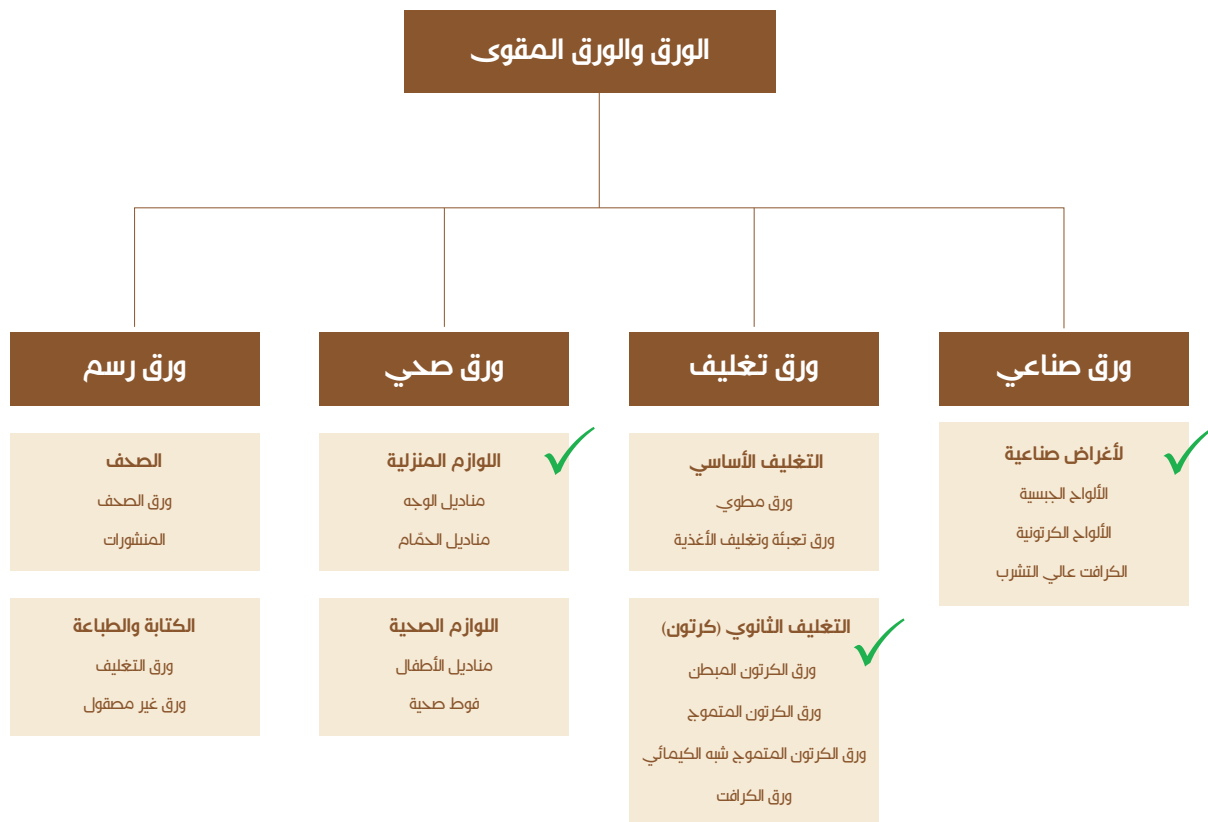 الورق والورق المقوى
ورق صناعي
لأغراض صناعية
الألواح الجبسية
الألواح الكرتونية
الكرافت عالي التشرب
ورق تغليف
التغليف الأساسي
ورق مطوي
ورق تعبئة وتغليف الأغذية
التغليف الثانوي (كرتون)
ورق الكرتون المبطن
ورق الكرتون المتموج
ورق الكرتون المتموج شبه الكيمائي
ورق الكرافت
ورق صحي
اللوازم المنزلية
مناديل الوجه
مناديل الحمّام
اللوازم الصحية
مناديل الأطفال
فوط صحية
ورق رسم
الصحف
ورق الصحف
المنشورات
الكتابة والطباعة
ورق التغليف
ورق غير مصقول